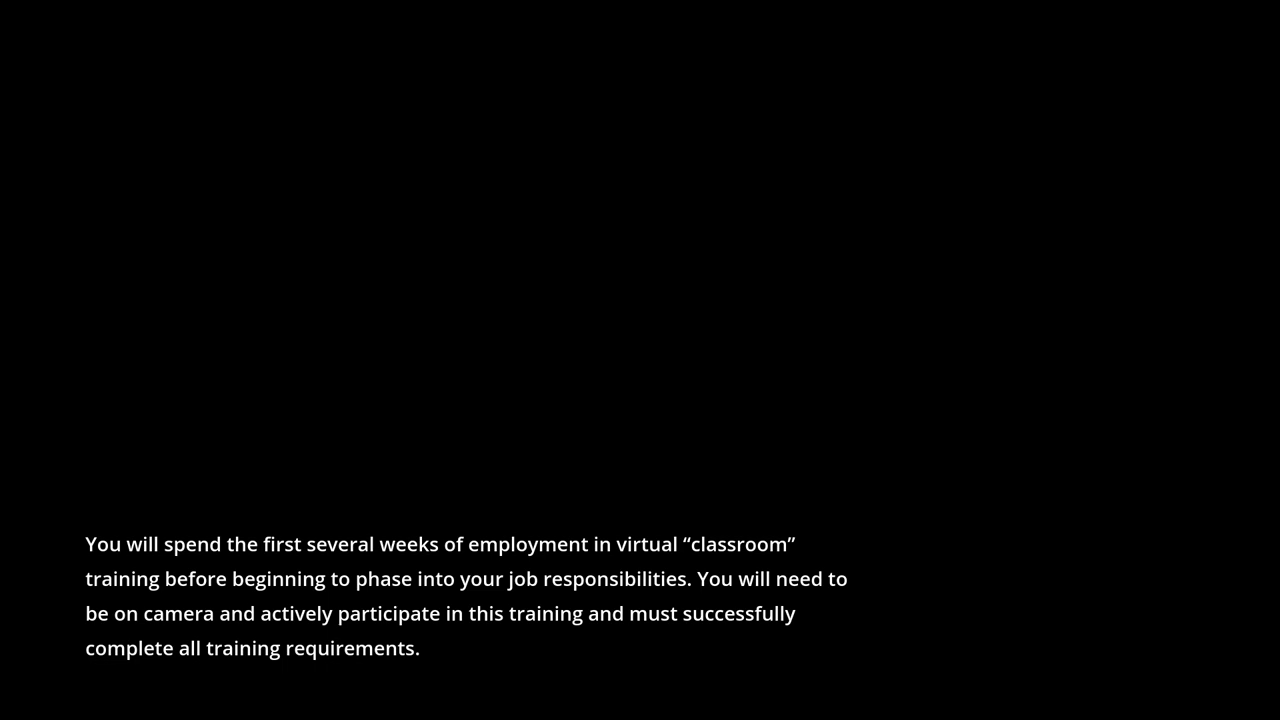 You will spend the first several weeks of employment in virtual “classroom”
training before beginning to phase into your job responsibilities. You will need to
be on camera and actively participate in this training and must successfully
complete all training requirements.